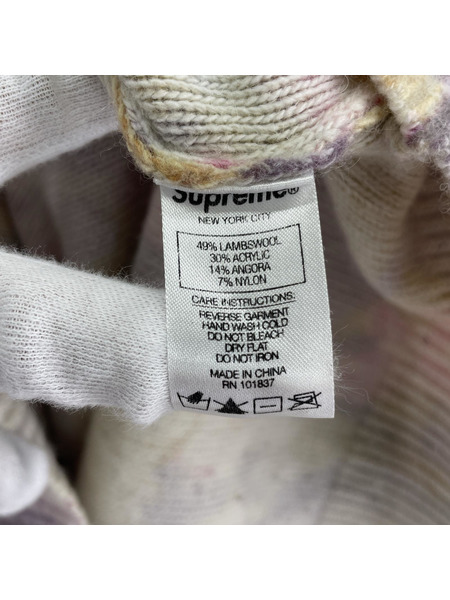 Supreme®
NEW YORK CITY
49% LAMBSWOOL
30% ACRYLIC
14% ANGORA
7% NYLON
CARE INSTRUCTIONS:
REVERSE GARMENT
HAND WASH COLD
DO NOT BLEACH
DRY FLAT
DO NOT IRON
MADE IN CHINA
RN 101837